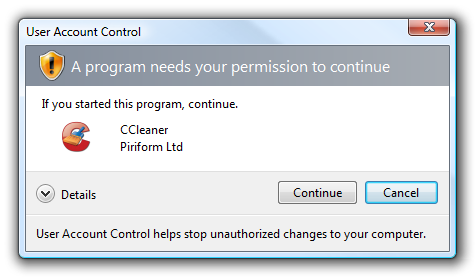 User Account Control
A program needs your permission to continue
If you started this program, continue.
CCleaner
Piriform Ltd
Details
Continue
Cancel
User Account Control helps stop unauthorized changes to your computer.